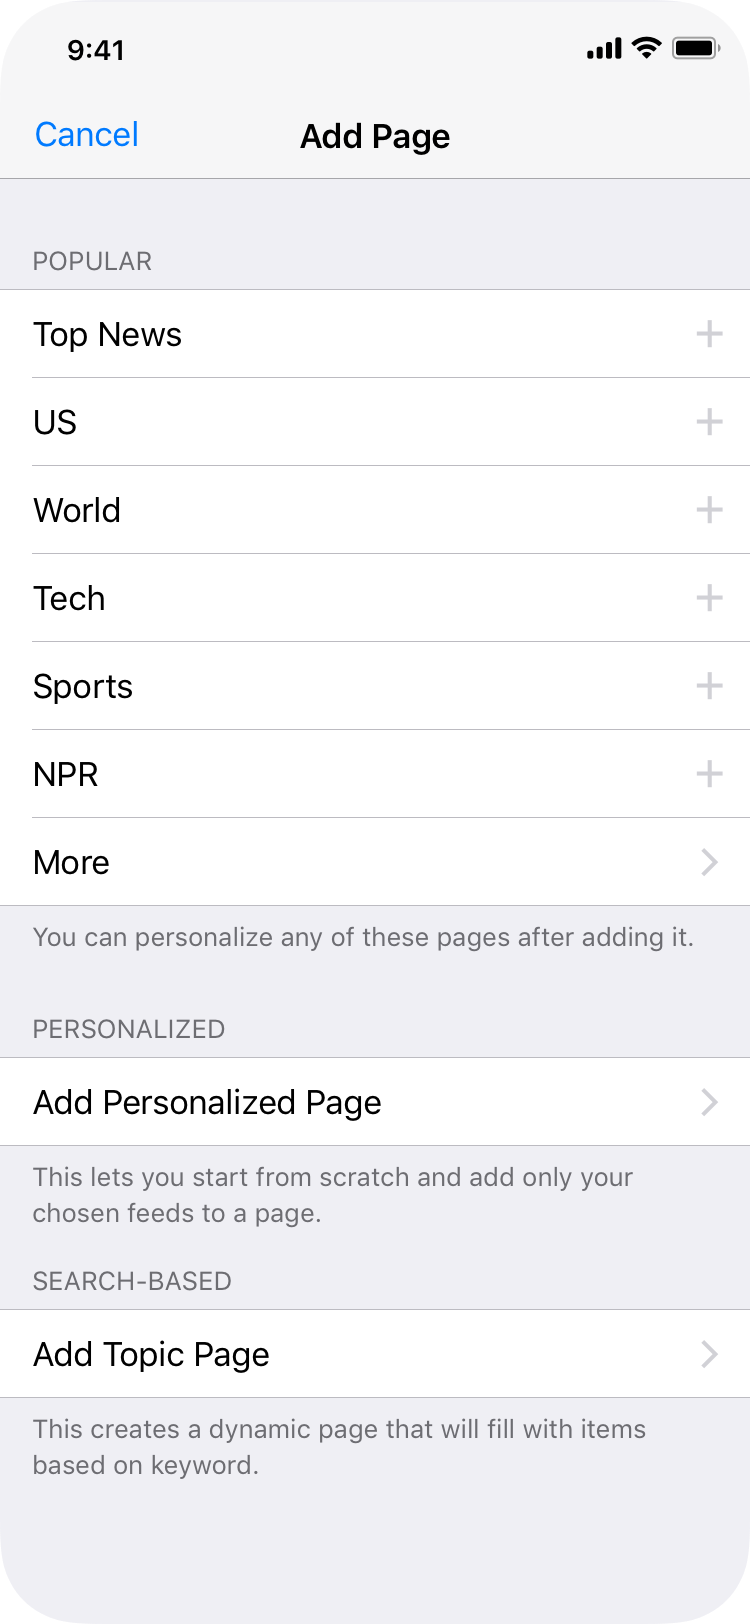 9:41
Cancel
Add Page
POPULAR
Top News
US
World
Tech
Sports
NPR
More
You can personalize any of these pages after adding it.
PERSONALIZED
Add Personalized Page
This lets you start from scratch and add only your
chosen feeds to a page.
SEARCH-BASED
Add Topic Page
This creates a dynamic page that will fill with items
based on keyword.